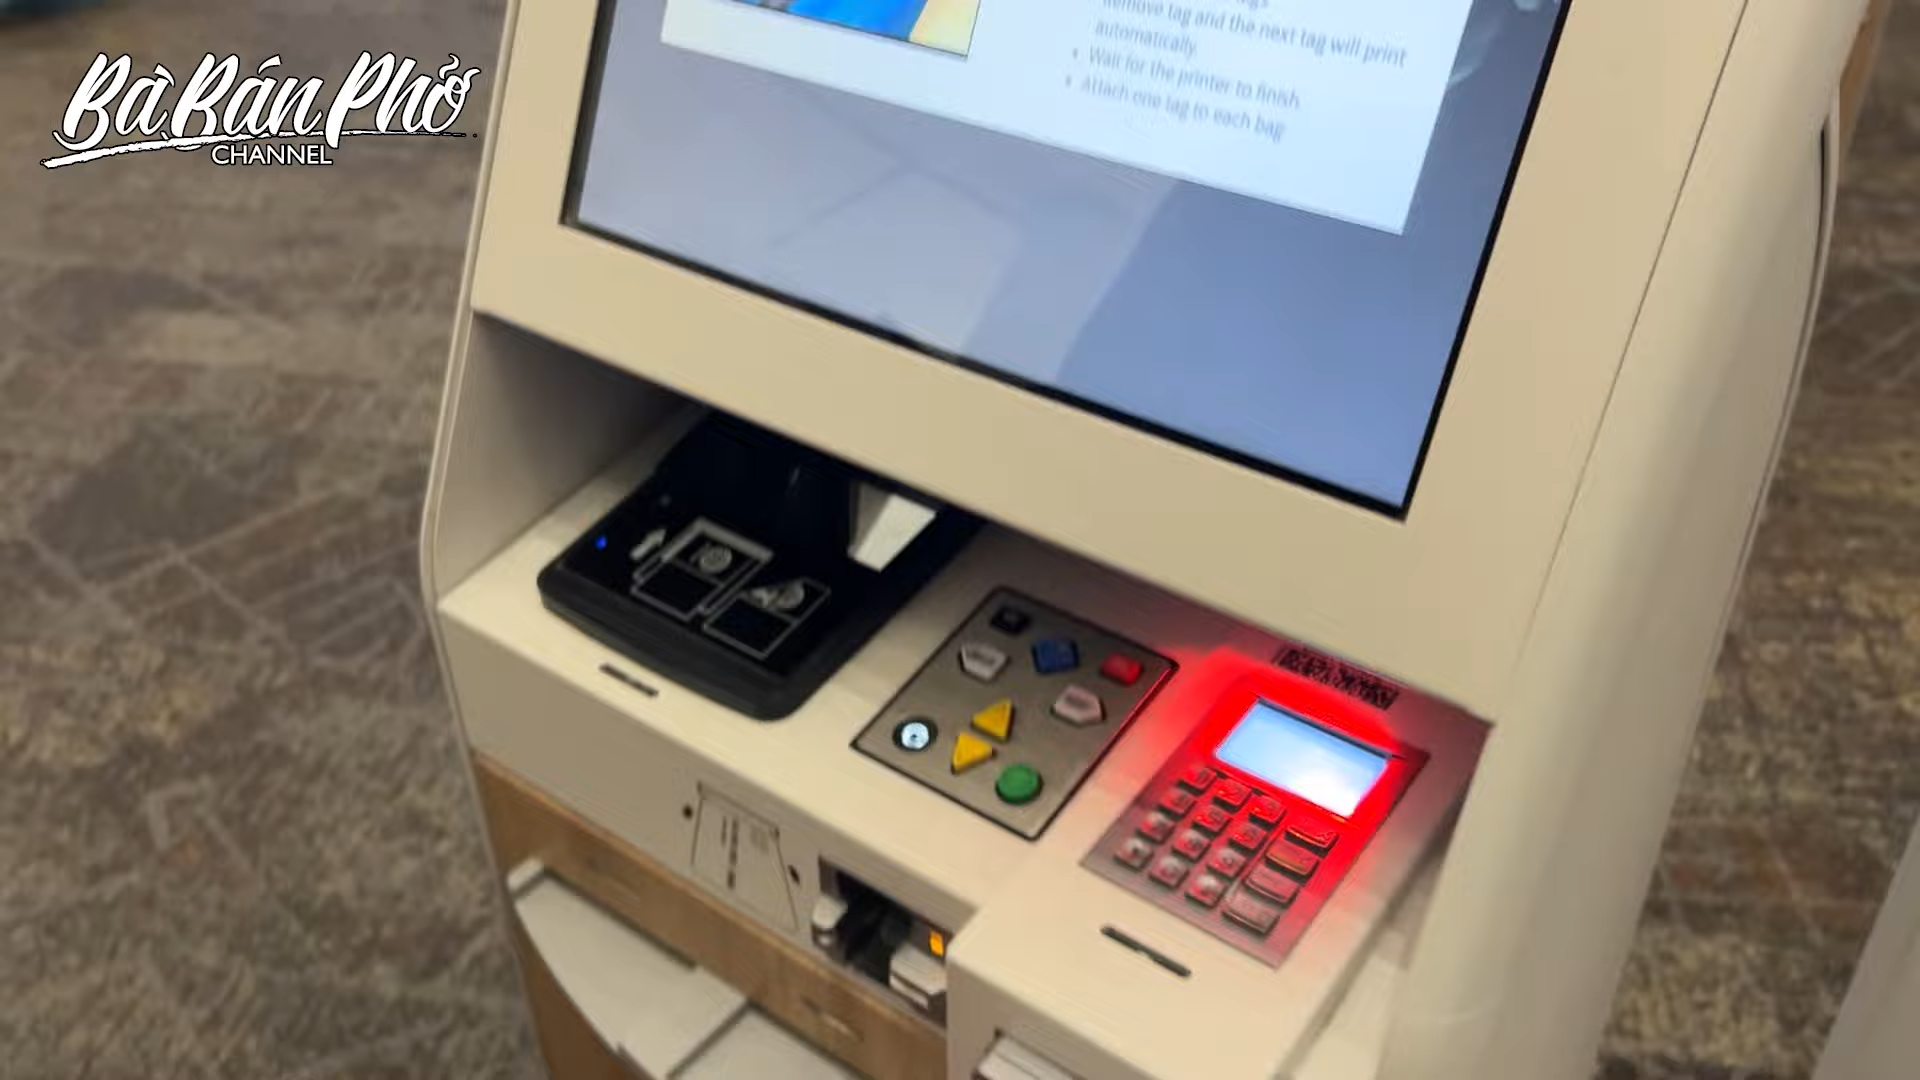 Bà Bán Phở
CHANNEL
Remove tag and the next tag will print
automatically.
• Wait for the printer to finish.
• Attach one tag to each bag